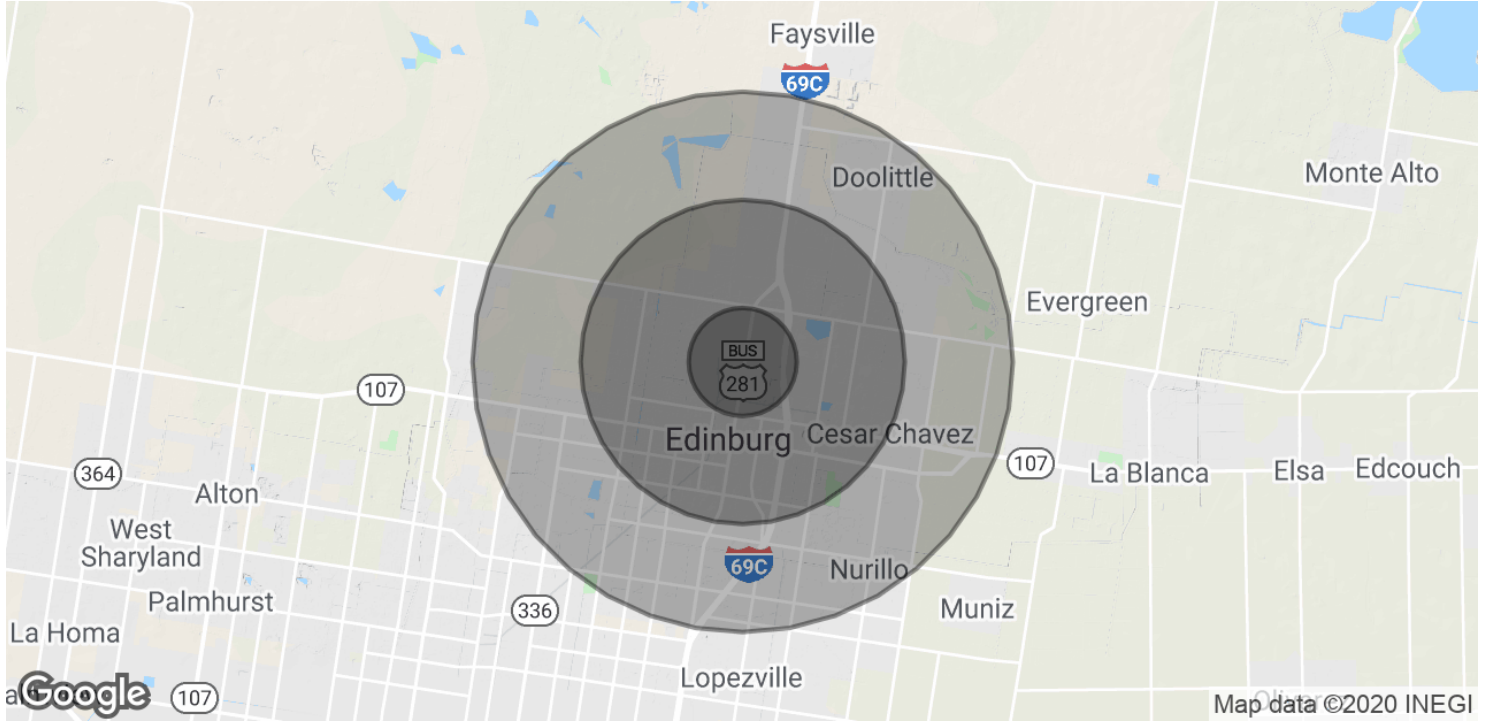 Faysville
69C
Doolittle
Monte Alto
Evergreen
BUS
281
107
Edinburg
Cesar Chavez
107
La Blanca
Elsa
Edcouch
364
Alton
West
Sharyland
69C
Nurillo
Palmhurst
336
Muniz
La Homa
Lopezville
Google
107
Map data ©2020 INEGI